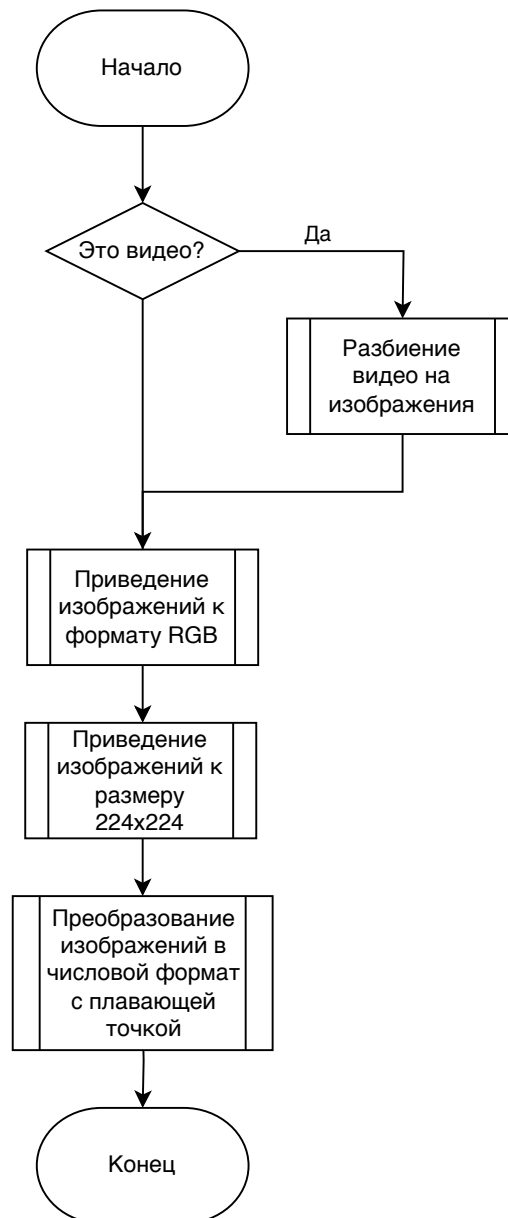 Начало
Это видео?
Да
Разбиение
видео на
изображения
Приведение
изображений к
формату RGB
Приведение
изображений к
размеру
224x224
Преобразование
изображений в
числовой формат
с плавающей
точкой
Конец